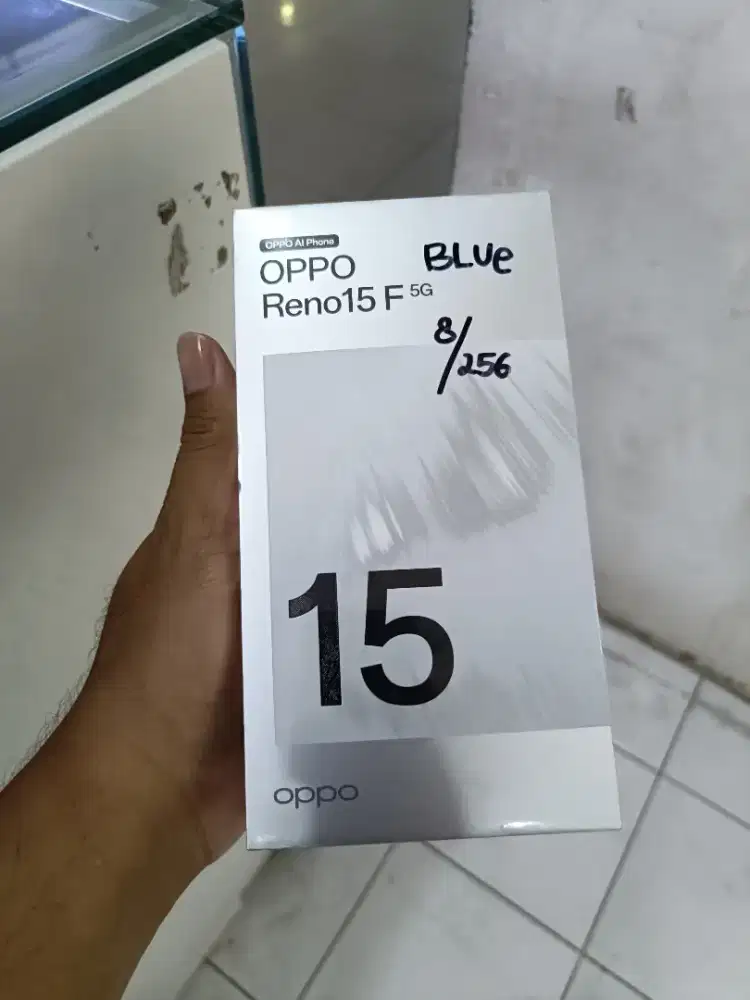 OPPO AI Phone
OPPO
Reno15 F 5G
BLUe
8/256
15
oppo